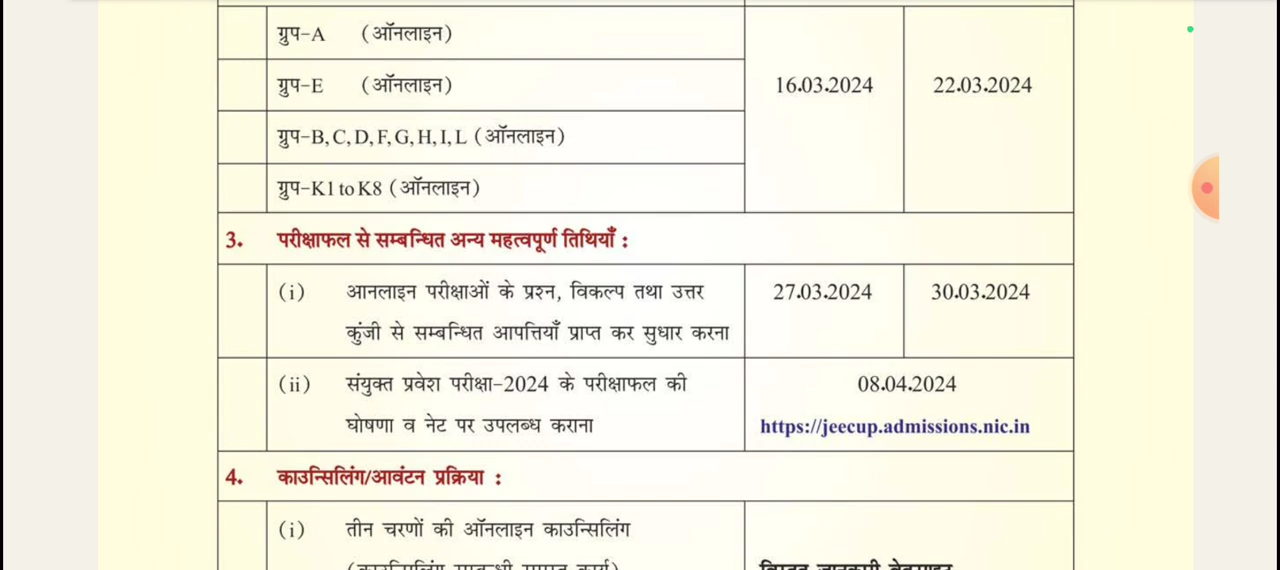 ग्रुप-A (ऑनलाइन)
ग्रुप-E (ऑनलाइन)
16.03.2024 22.03.2024
ग्रुप-B, C, D, F, G, H, I, L (ऑनलाइन)
ग्रुप-K1 to K8 (ऑनलाइन)
3. परीक्षाफल से सम्बन्धित अन्य महत्वपूर्ण तिथियाँ :
(i) आनलाइन परीक्षाओं के प्रश्न, विकल्प तथा उत्तर
कुंजी से सम्बन्धित आपत्तियाँ प्राप्त कर सुधार करना
27.03.2024 30.03.2024
(ii) संयुक्त प्रवेश परीक्षा-2024 के परीक्षाफल की
घोषणा व नेट पर उपलब्ध कराना
08.04.2024
https://jeecup.admissions.nic.in
4. काउन्सिलिंग/आवंटन प्रक्रिया :
(i) तीन चरणों की ऑनलाइन काउन्सिलिंग